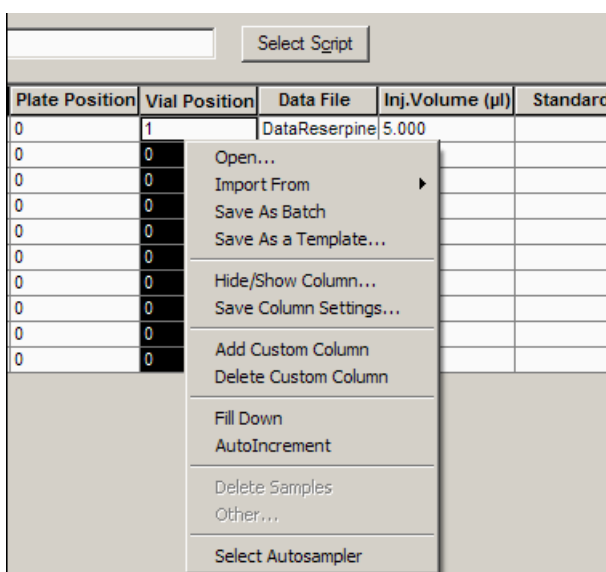 Select Script
Plate Position Vial Position Data File Inj.Volume (µl) Standard
0 1 DataReserpine 5.000
0 0
0 0
0 0
0 0
0 0
0 0
0 0
0 0
0 0
Open...
Import From
Save As Batch
Save As a Template...
Hide/Show Column...
Save Column Settings...
Add Custom Column
Delete Custom Column
Fill Down
AutoIncrement
Delete Samples
Other...
Select Autosampler